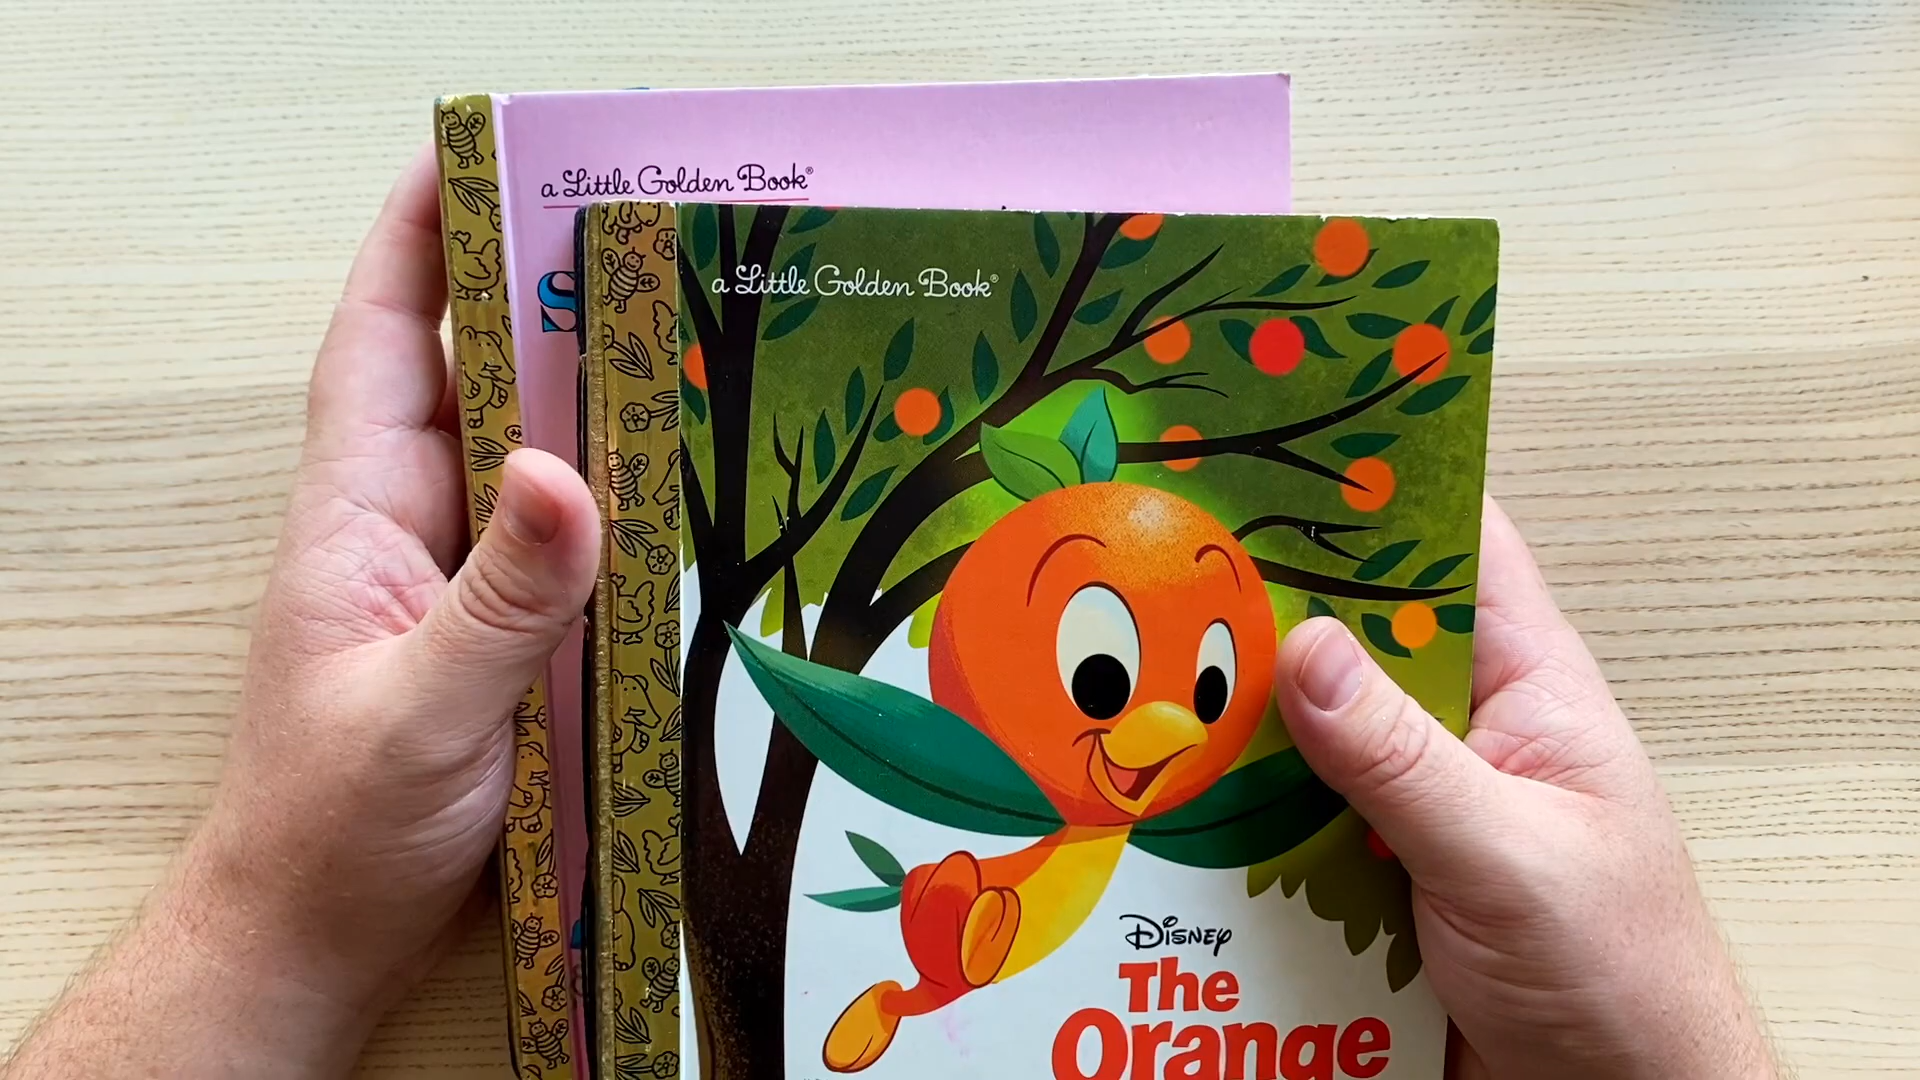 a Little Golden Book®
S
a Little Golden Book®
Disney
The
Orange